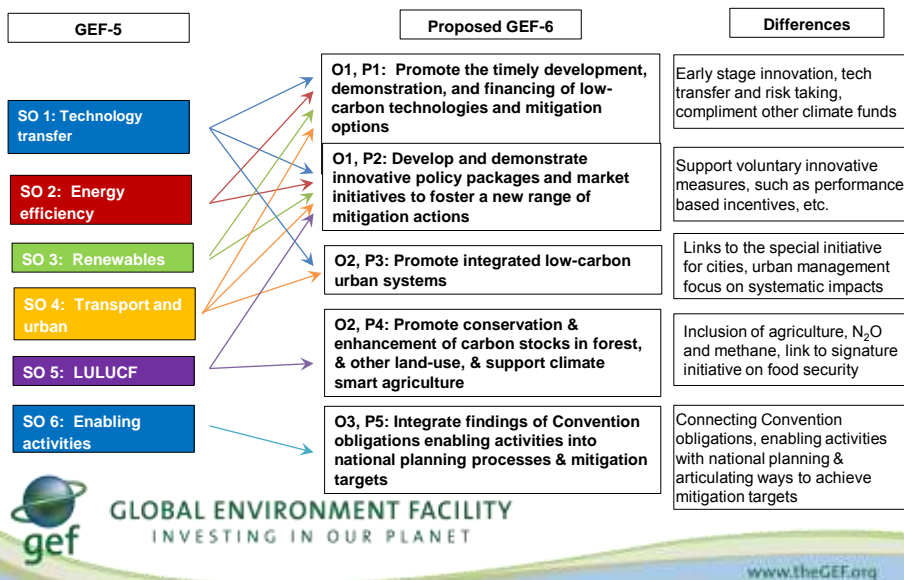 GEF-5
Proposed GEF-6
Differences
SO 1: Technology
transfer
SO 2:  Energy
efficiency
SO 3:  Renewables
SO 4: Transport and
urban
SO 5:  LULUCF
SO 6:  Enabling
activities
O1, P1:  Promote the timely development,
demonstration, and financing of low-
carbon technologies and mitigation
options
O1, P2: Develop and demonstrate
innovative policy packages and market
initiatives to foster a new range of
mitigation actions
O2, P3: Promote integrated low-carbon
urban systems
O2, P4: Promote conservation &
enhancement of carbon stocks in forest,
& other land-use, & support climate
smart agriculture
O3, P5: Integrate findings of Convention
obligations enabling activities into
national planning processes & mitigation
targets
Early stage innovation, tech
transfer and risk taking,
compliment other climate funds
Support voluntary innovative
measures, such as performance
based incentives, etc.
Links to the special initiative
for cities, urban management
focus on systematic impacts
Inclusion of agriculture, N₂O
and methane, link to signature
initiative on food security
Connecting Convention
obligations, enabling activities
with national planning &
articulating ways to achieve
mitigation targets
gef
GLOBAL ENVIRONMENT FACILITY
INVESTING IN OUR PLANET
www.theGEF.org